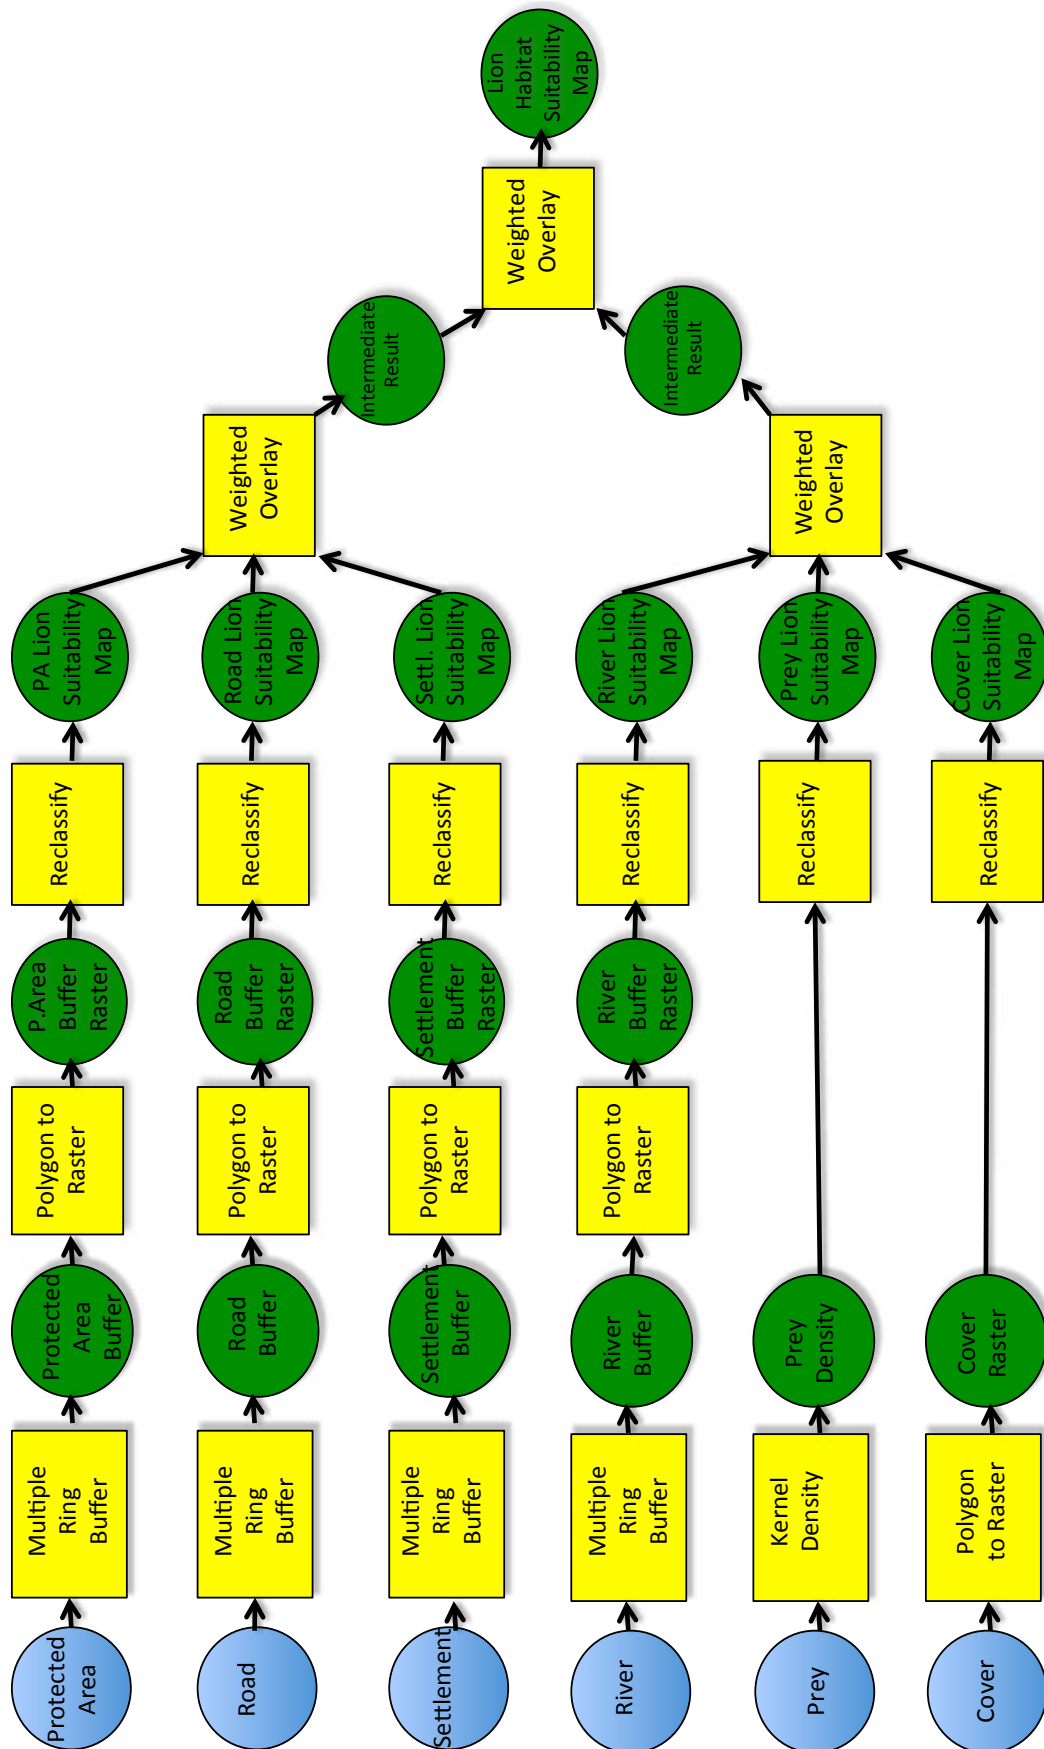 Protected
Area
Multiple
Ring
Buffer
Protected
Area
Buffer
Polygon to
Raster
P.Area
Buffer
Raster
Reclassify
PA Lion
Suitability
Map
Road
Multiple
Ring
Buffer
Road
Buffer
Polygon to
Raster
Road
Buffer
Raster
Reclassify
Road Lion
Suitability
Map
Settlement
Multiple
Ring
Buffer
Settlement
Buffer
Polygon to
Raster
Settlement
Buffer
Raster
Reclassify
Settl. Lion
Suitability
Map
Weighted
Overlay
Intermediate
Result
River
Multiple
Ring
Buffer
River
Buffer
Polygon to
Raster
River
Buffer
Raster
Reclassify
River Lion
Suitability
Map
Prey
Kernel
Density
Prey
Density
Reclassify
Prey Lion
Suitability
Map
Cover
Polygon
to Raster
Cover
Raster
Reclassify
Cover Lion
Suitability
Map
Weighted
Overlay
Intermediate
Result
Weighted
Overlay
Lion
Habitat
Suitability
Map